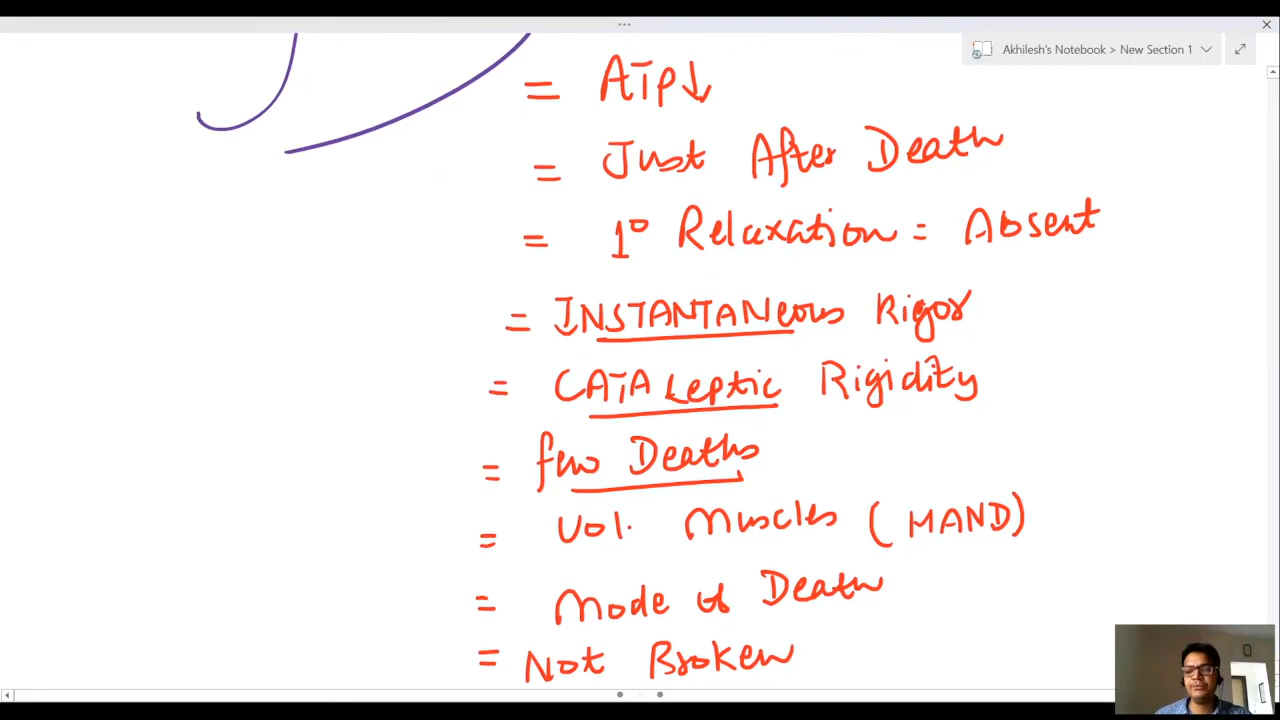 Akhilesh's Notebook > New Section 1
= ATP↓
= Just After Death
= 1° Relaxation = Absent
= INSTANTANeous Rigor
= CATALeptic Rigidity
= few Deaths
= Vol. Muscles (HAND)
= Mode of Death
= Not Broken